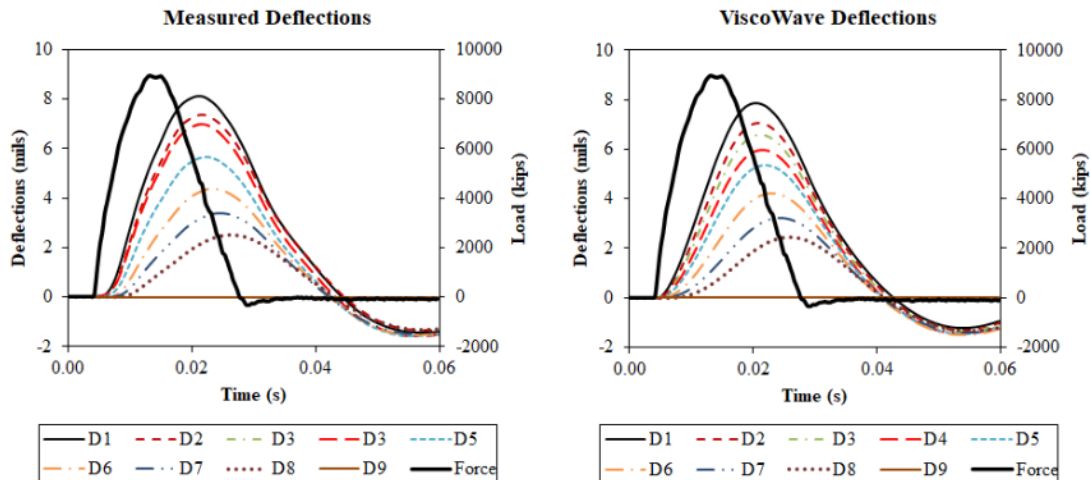 Measured Deflections
10
8
6
4
2
0
-2
10000
8000
6000
4000
2000
0
-2000
Deflections (mils)
Load (kips)
0.00 0.02 0.04 0.06
Time (s)
D1 D2 D3 D3 D5
D6 D7 D8 D9 Force
ViscoWave Deflections
10
8
6
4
2
0
-2
10000
8000
6000
4000
2000
0
-2000
Deflections (mils)
Load (kips)
0.00 0.02 0.04 0.06
Time (s)
D1 D2 D3 D4 D5
D6 D7 D8 D9 Force